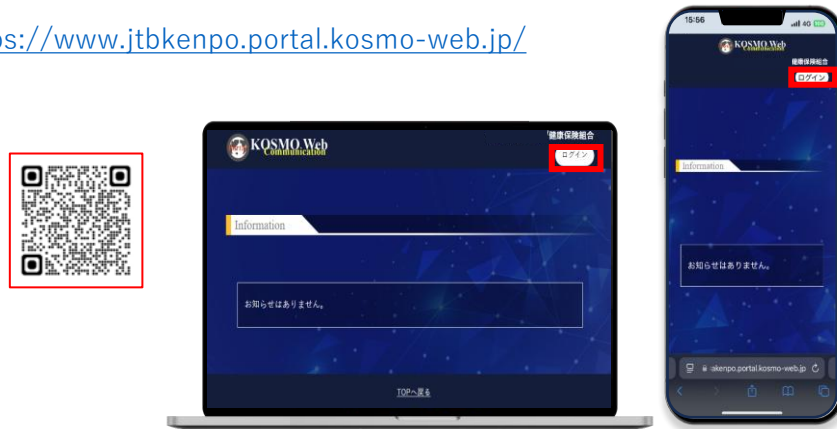 ps://www.jtbkenpo.portal.kosmo-web.jp/
KOSMO Web
Communication
健康保険組合
ログイン
Information
お知らせはありません。
TOPへ戻る
15:56
4G
KOSMO Web
Communication
健康保険組合
ログイン
Information
お知らせはありません。
akenpo.portal.kosmo-web.jp